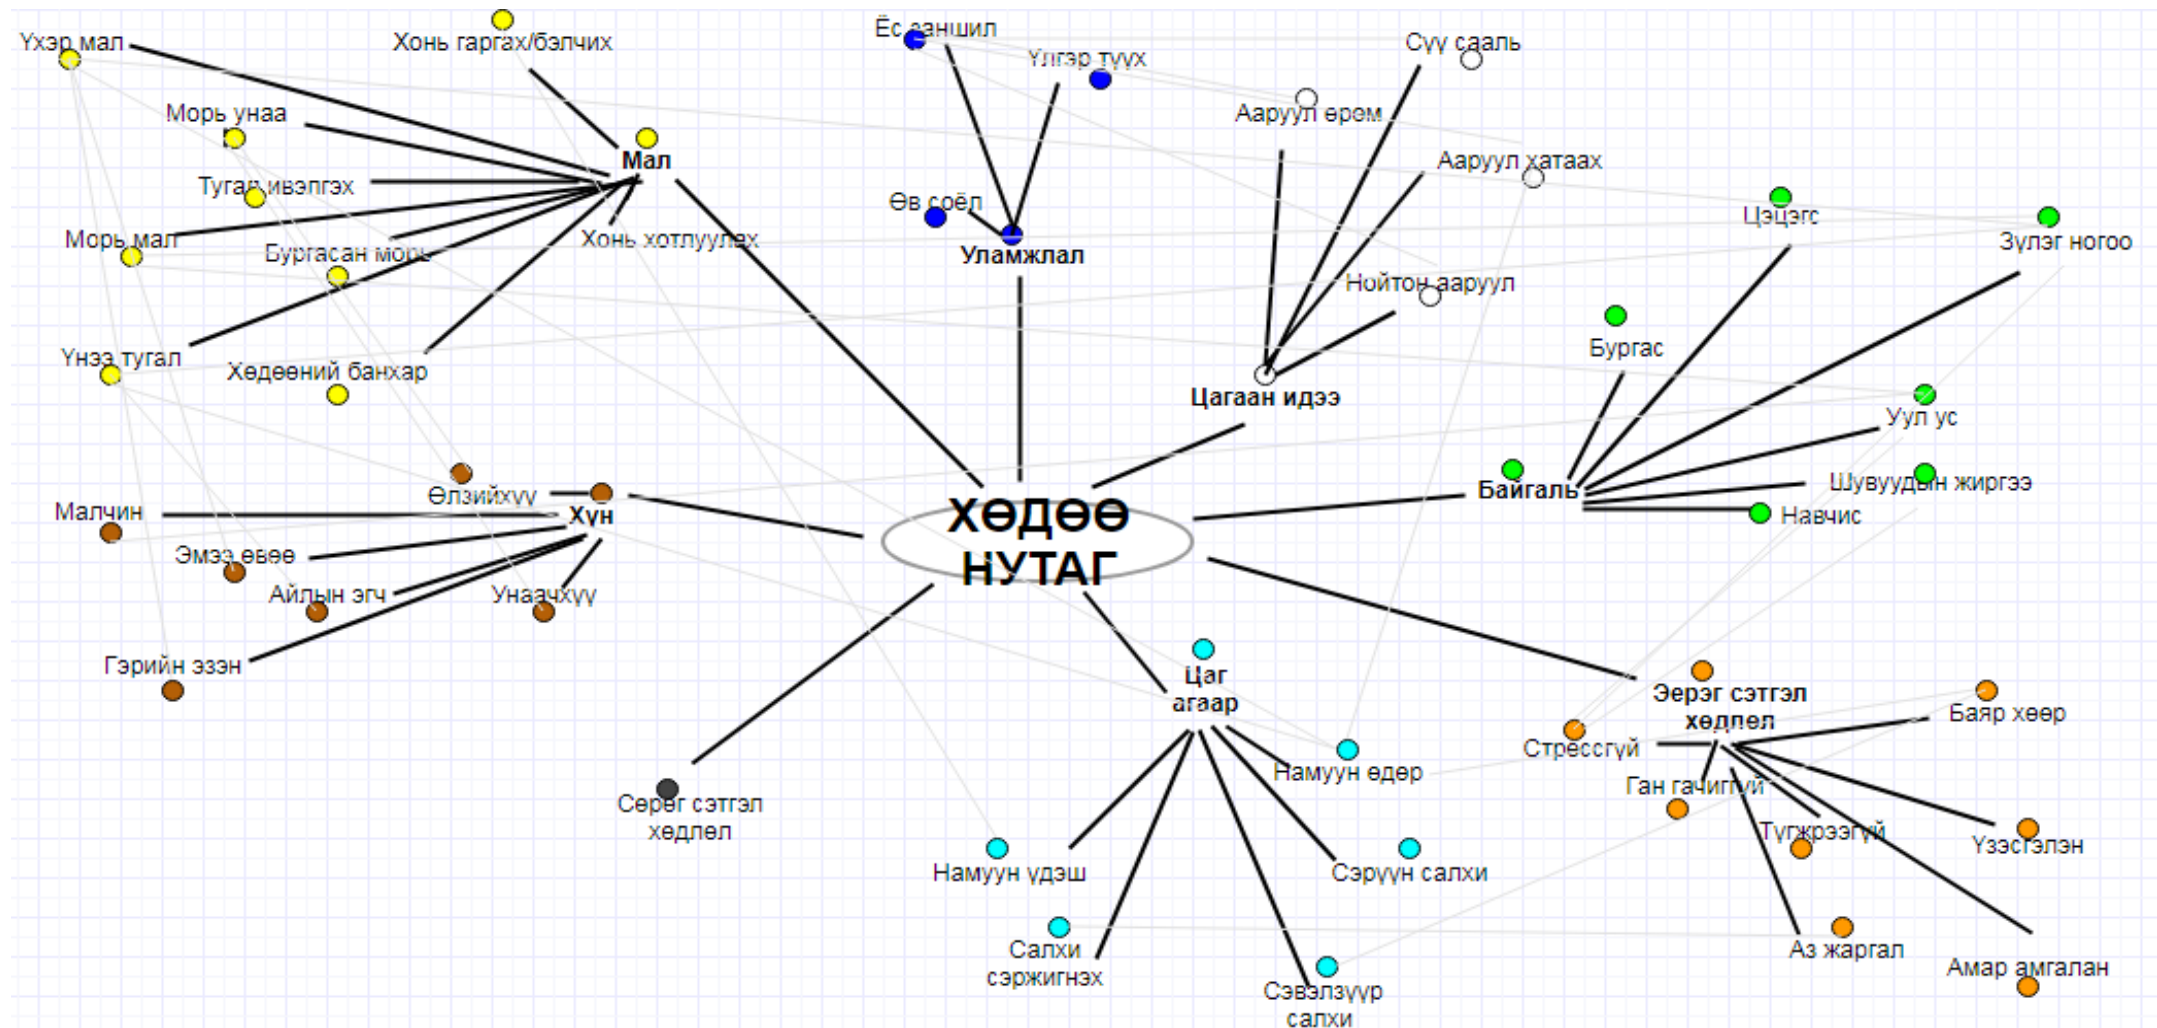 Үхэр мал
Хонь гаргах/бэлчих
Ёс заншил
Үлгэр түүх
Сүү сааль
Морь унаа
Ааруул өрөм
Мал
Ааруул хатаах
Тугал ивэлгэх
Өв соёл
Цэцэгс
Морь мал
Бургасан морь
Хонь хотлуулах
Уламжлал
Зүлэг ногоо
Нойтон ааруул
Бургас
Үнээ тугал
Хөдөөний банхар
Цагаан идээ
Уул ус
Өлзийхүү
Байгаль
Шувуудын жиргээ
Малчин
Хүн
ХӨДӨӨ
НУТАГ
Навчис
Эмээ өвөө
Айлын эгч
Унаачхүү
Гэрийн эзэн
Цаг
агаар
Эерэг сэтгэл
хөдлөл
Баяр хөөр
Стрессгүй
Намуун өдөр
Ган гачиггүй
Сөрөг сэтгэл
хөдлөл
Түгжрээгүй
Үзэсгэлэн
Намуун үдэш
Сэрүүн салхи
Салхи
сэржигнэх
Аз жаргал
Амар амгалан
Сэвэлзүүр
салхи